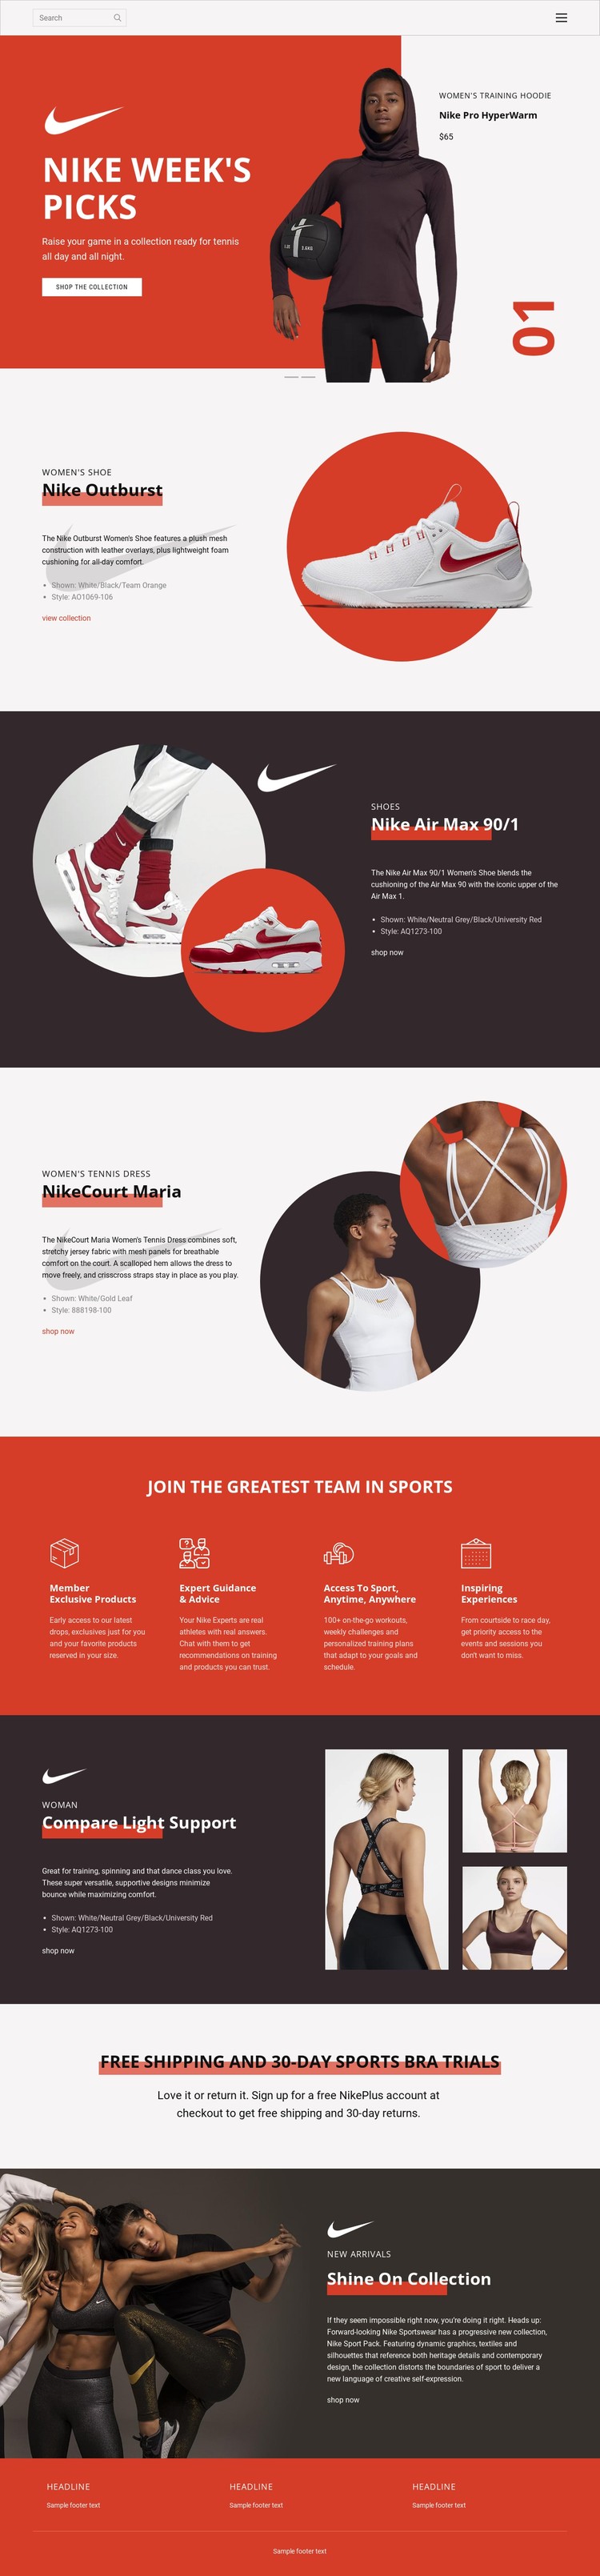 Search
WOMEN'S TRAINING HOODIE
Nike Pro HyperWarm
$65
NIKE WEEK'S
PICKS
Raise your game in a collection ready for tennis
all day and all night.
SHOP THE COLLECTION
01
WOMEN'S SHOE
Nike Outburst
The Nike Outburst Women's Shoe features a plush mesh
construction with leather overlays, plus lightweight foam
cushioning for all-day comfort.
• Shown: White/Black/Team Orange
• Style: AO1069-106
view collection
SHOES
Nike Air Max 90/1
The Nike Air Max 90/1 Women's Shoe blends the
cushioning of the Air Max 90 with the iconic upper of the
Air Max 1.
• Shown: White/Neutral Grey/Black/University Red
• Style: AQ1273-100
shop now
WOMEN'S TENNIS DRESS
NikeCourt Maria
The NikeCourt Maria Women's Tennis Dress combines soft,
stretchy jersey fabric with mesh panels for breathable
comfort on the court. A scalloped hem allows the dress to
move freely, and crisscross straps stay in place as you play.
• Shown: White/Gold Leaf
• Style: 888198-100
shop now
JOIN THE GREATEST TEAM IN SPORTS
Member
Exclusive Products
Early access to our latest
drops, exclusives just for you
and your favorite products
reserved in your size.
Expert Guidance
& Advice
Your Nike Experts are real
athletes with real answers.
Chat with them to get
recommendations on training
and products you can trust.
Access To Sport,
Anytime, Anywhere
100+ on-the-go workouts,
weekly challenges and
personalized training plans
that adapt to your goals and
schedule.
Inspiring
Experiences
From courtside to race day,
get priority access to the
events and sessions you
don't want to miss.
WOMAN
Compare Light Support
Great for training, spinning and that dance class you love.
These super versatile, supportive designs minimize
bounce while maximizing comfort.
• Shown: White/Neutral Grey/Black/University Red
• Style: AQ1273-100
shop now
FREE SHIPPING AND 30-DAY SPORTS BRA TRIALS
Love it or return it. Sign up for a free NikePlus account at
checkout to get free shipping and 30-day returns.
NEW ARRIVALS
Shine On Collection
If they seem impossible right now, you're doing it right. Heads up:
Forward-looking Nike Sportswear has a progressive new collection,
Nike Sport Pack. Featuring dynamic graphics, textiles and
silhouettes that reference both heritage details and contemporary
design, the collection distorts the boundaries of sport to deliver a
new language of creative self-expression.
shop now
HEADLINE
Sample footer text
HEADLINE
Sample footer text
HEADLINE
Sample footer text
Sample footer text